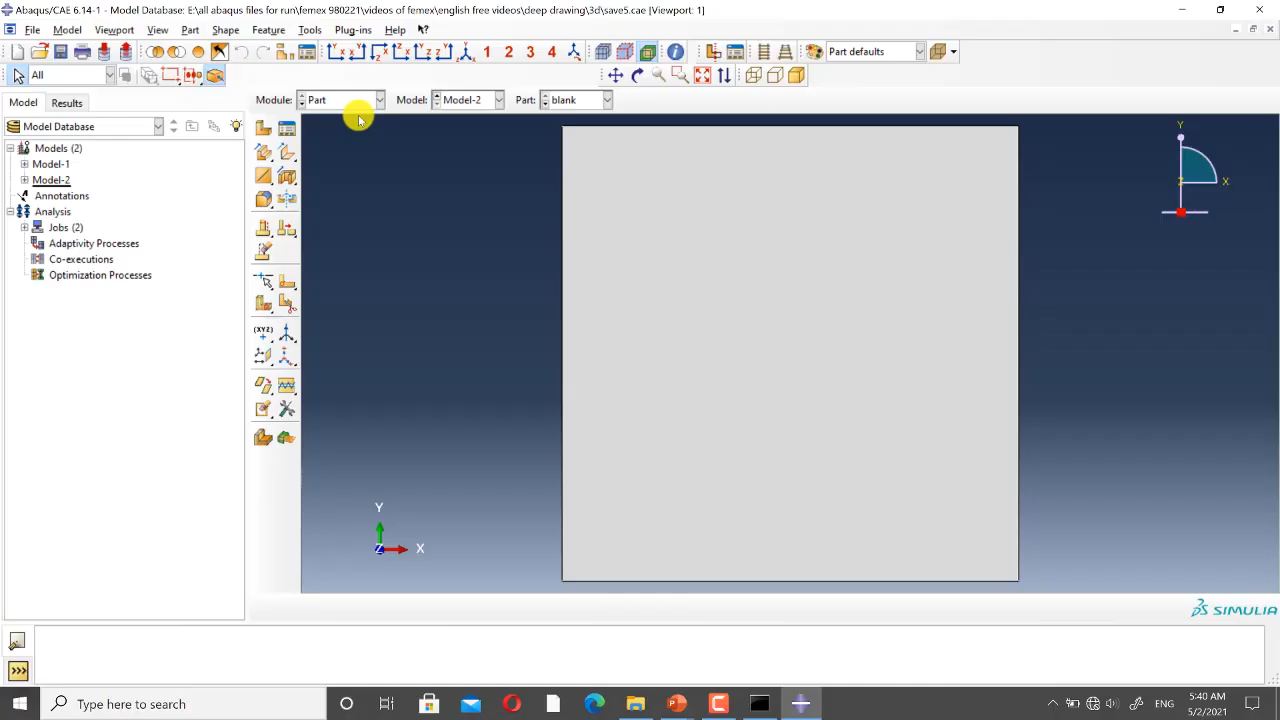 Abaqus/CAE 6.14-1 - Model Database: E:\all abaqus files for run\femex 980221\videos of femex\english free videos\deep drawing\3d\save5.cae [Viewport: 1]
File Model Viewport View Part Shape Feature Tools Plug-ins Help
1 2 3 4 Part defaults
All
Model Results Module: Part Model: Model-2 Part: blank
Model Database
Models (2)
Model-1
Model-2
Annotations
Analysis
Jobs (2)
Adaptivity Processes
Co-executions
Optimization Processes
(XYZ)
Y
Z X
Y
Z X
SIMULIA
>>>
Type here to search
ENG
5:40 AM
5/2/2021